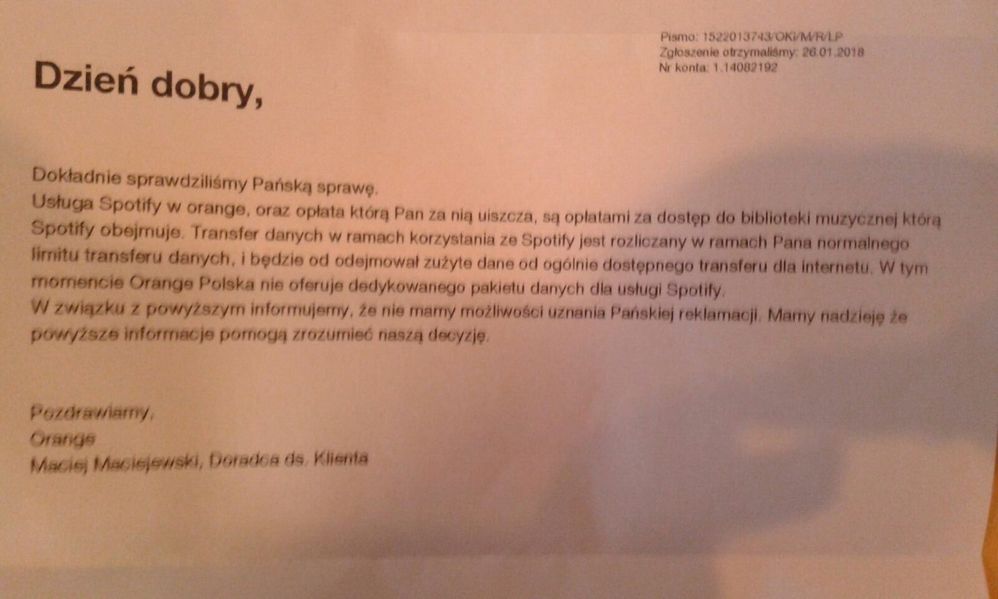 Pismo: 1522013743/OKi/M/R/LP
Zgłoszenie otrzymaliśmy: 26.01.2018
Nr konta: 1.14082192
Dzień dobry,
Dokładnie sprawdziliśmy Pańską sprawę.
Usługa Spotify w orange, oraz opłata którą Pan za nią uiszcza, są opłatami za dostęp do biblioteki muzycznej którą
Spotify obejmuje. Transfer danych w ramach korzystania ze Spotify jest rozliczany w ramach Pana normalnego
limitu transferu danych, i będzie od odejmował zużyte dane od ogólnie dostępnego transferu dla internetu. W tym
momencie Orange Polska nie oferuje dedykowanego pakietu danych dla usługi Spotify.
W związku z powyższym informujemy, że nie mamy możliwości uznania Pańskiej reklamacji. Mamy nadzieję że
powyższe informacje pomogą zrozumieć naszą decyzję.
Pozdrawiamy,
Orange
Maciej Maciejewski, Doradca ds. Klienta